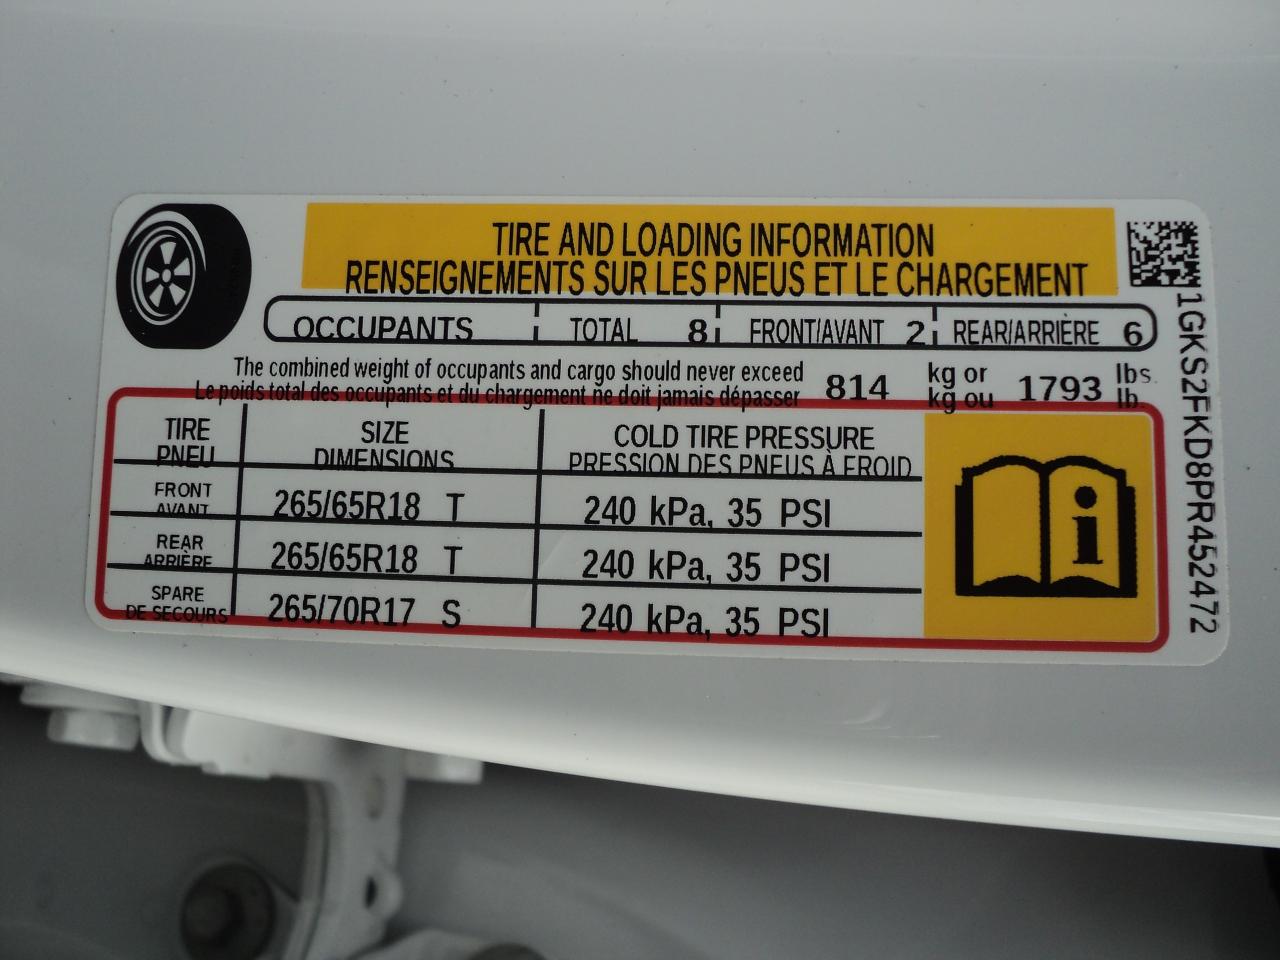 TIRE AND LOADING INFORMATION
RENSEIGNEMENTS SUR LES PNEUS ET LE CHARGEMENT
OCCUPANTS TOTAL 8 FRONT/AVANT 2 REAR/ARRIÈRE 6
The combined weight of occupants and cargo should never exceed
Le poids total des occupants et du chargement ne doit jamais dépasser
814 kg or 1793 lbs.
kg ou lb.
TIRE SIZE COLD TIRE PRESSURE
PNEU DIMENSIONS PRESSION DES PNEUS À FROID
FRONT
AVANT
265/65R18 T 240 kPa, 35 PSI
REAR
ARRIÈRE
265/65R18 T 240 kPa, 35 PSI
SPARE
DE SECOURS
265/70R17 S 240 kPa, 35 PSI
i
1GKS2FKD8PR452472